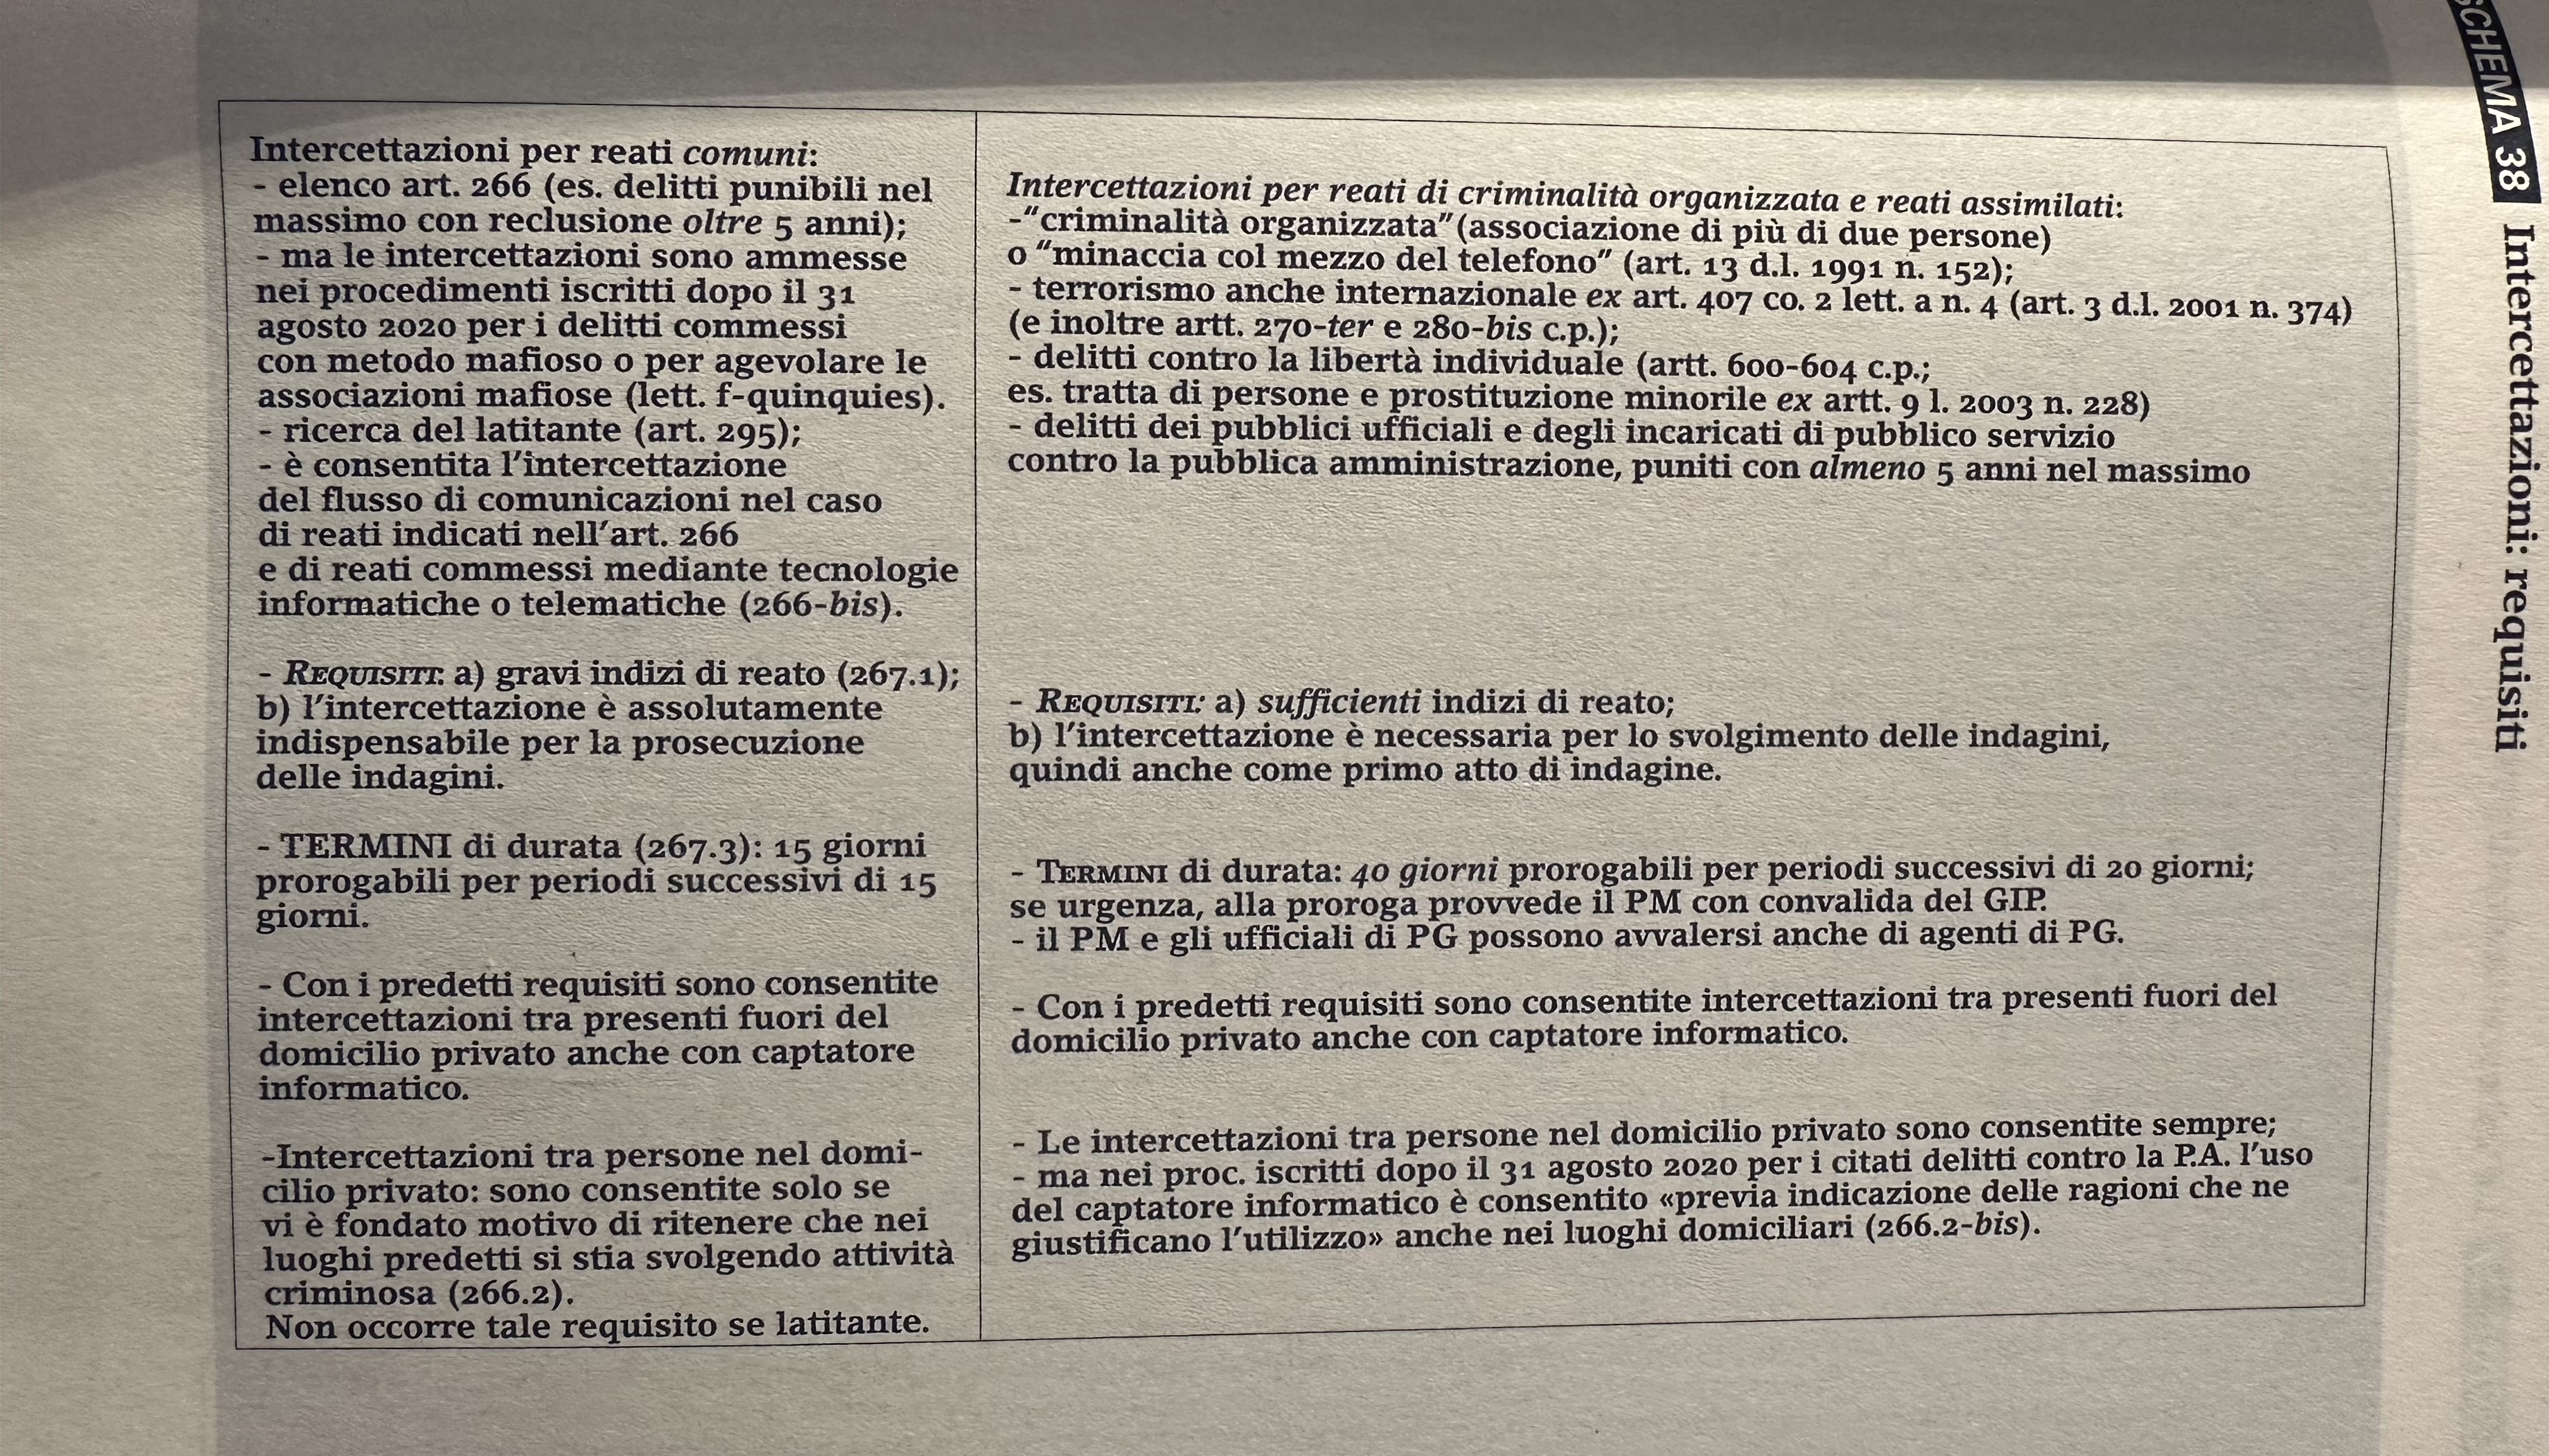 SCHEMA 38 Intercettazioni: requisiti
Intercettazioni per reati comuni:
- elenco art. 266 (es. delitti punibili nel
massimo con reclusione oltre 5 anni);
- ma le intercettazioni sono ammesse
nei procedimenti iscritti dopo il 31
agosto 2020 per i delitti commessi
con metodo mafioso o per agevolare le
associazioni mafiose (lett. f-quinquies).
- ricerca del latitante (art. 295);
- è consentita l'intercettazione
del flusso di comunicazioni nel caso
di reati indicati nell'art. 266
e di reati commessi mediante tecnologie
informatiche o telematiche (266-bis).
- REQUISITI: a) gravi indizi di reato (267.1);
b) l'intercettazione è assolutamente
indispensabile per la prosecuzione
delle indagini.
- TERMINI di durata (267.3): 15 giorni
prorogabili per periodi successivi di 15
giorni.
- Con i predetti requisiti sono consentite
intercettazioni tra presenti fuori del
domicilio privato anche con captatore
informatico.
-Intercettazioni tra persone nel domi-
cilio privato: sono consentite solo se
vi è fondato motivo di ritenere che nei
luoghi predetti si stia svolgendo attività
criminosa (266.2).
Non occorre tale requisito se latitante.
Intercettazioni per reati di criminalità organizzata e reati assimilati:
-"criminalità organizzata" (associazione di più di due persone)
o "minaccia col mezzo del telefono" (art. 13 d.l. 1991 n. 152);
- terrorismo anche internazionale ex art. 407 co. 2 lett. a n. 4 (art. 3 d.l. 2001 n. 374)
(e inoltre artt. 270-ter e 280-bis c.p.);
- delitti contro la libertà individuale (artt. 600-604 c.p.;
es. tratta di persone e prostituzione minorile ex artt. 9 l. 2003 n. 228)
- delitti dei pubblici ufficiali e degli incaricati di pubblico servizio
contro la pubblica amministrazione, puniti con almeno 5 anni nel massimo
- REQUISITI: a) sufficienti indizi di reato;
b) l'intercettazione è necessaria per lo svolgimento delle indagini,
quindi anche come primo atto di indagine.
- TERMINI di durata: 40 giorni prorogabili per periodi successivi di 20 giorni;
se urgenza, alla proroga provvede il PM con convalida del GIP.
- il PM e gli ufficiali di PG possono avvalersi anche di agenti di PG.
- Con i predetti requisiti sono consentite intercettazioni tra presenti fuori del
domicilio privato anche con captatore informatico.
- Le intercettazioni tra persone nel domicilio privato sono consentite sempre;
- ma nei proc. iscritti dopo il 31 agosto 2020 per i citati delitti contro la P.A. l'uso
del captatore informatico è consentito «previa indicazione delle ragioni che ne
giustificano l'utilizzo» anche nei luoghi domiciliari (266.2-bis).